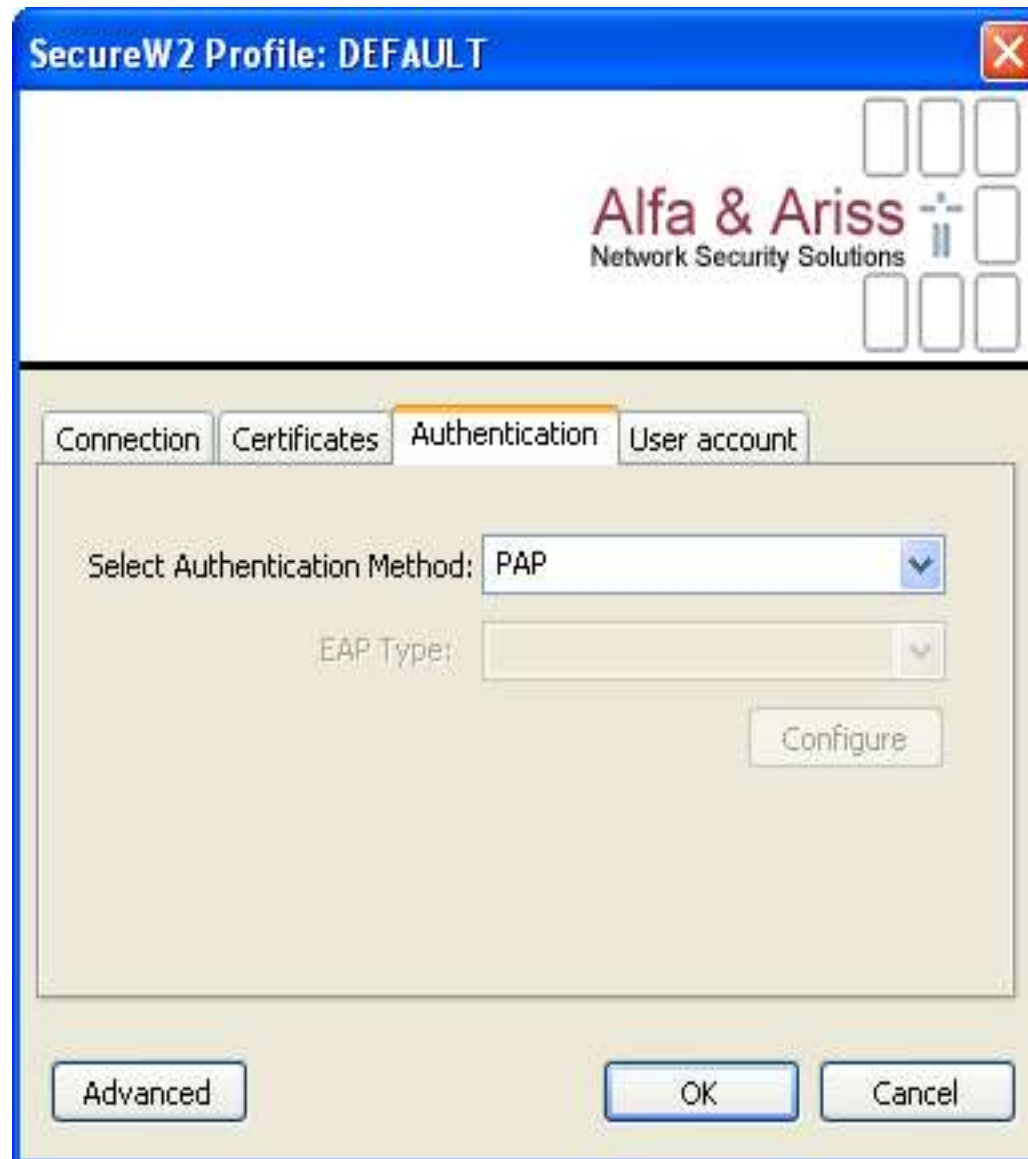 SecureW2 Profile: DEFAULT
Alfa & Ariss
Network Security Solutions
Connection Certificates Authentication User account
Select Authentication Method: PAP
EAP Type:
Configure
Advanced OK Cancel